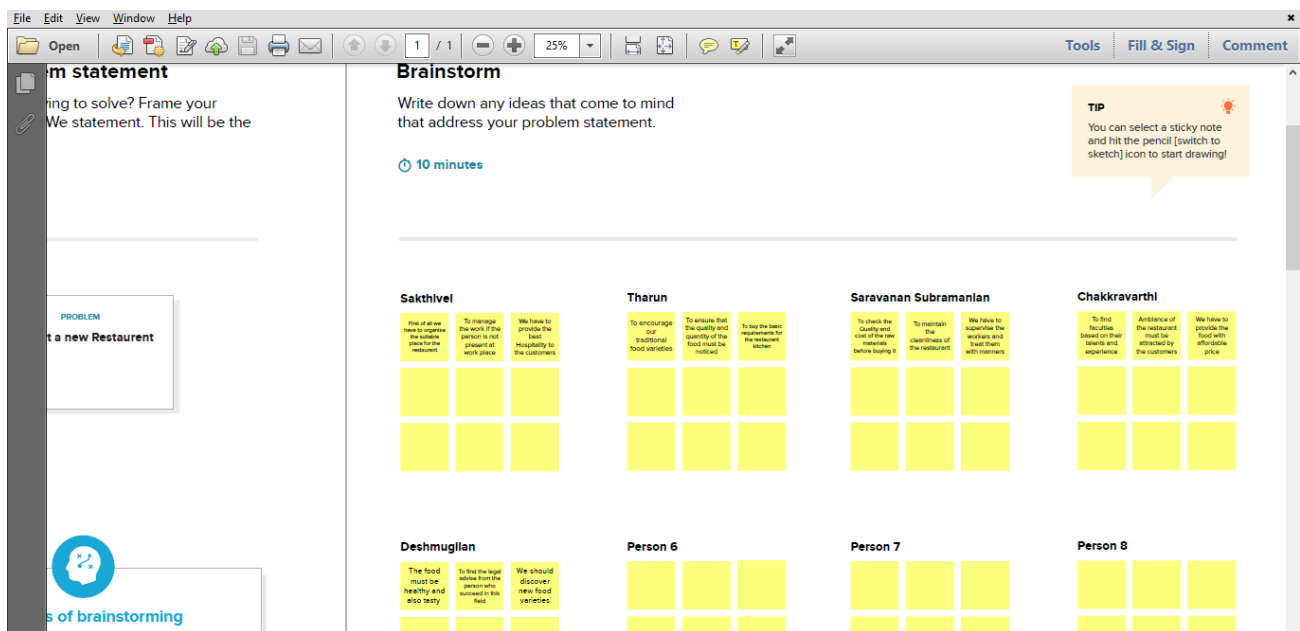 File Edit View Window Help
Open
1 / 1
25%
Tools
Fill & Sign
Comment
m statement
ing to solve? Frame your
We statement. This will be the
PROBLEM
t a new Restaurent
s of brainstorming
Brainstorm
Write down any ideas that come to mind
that address your problem statement.
10 minutes
TIP
You can select a sticky note
and hit the pencil [switch to
sketch] icon to start drawing!
Sakthivel
First of all we
have to organise
the suitable
place for the
restaurant
To manage
the work if the
person is not
present at
work place
We have to
provide the
best
Hospitality to
the customers
Tharun
To encourage
our
traditional
food varieties
To ensure that
the quality and
quantity of the
food must be
noticed
To buy the basic
requirements for
the restaurant
kitchen
Saravanan Subramanian
To check the
Quality and
cost of the raw
materials
before buying it
To maintain
the
cleanliness of
the restaurant
We have to
supervise the
workers and
treat them
with manners
Chakkravarthi
To find
faculties
based on their
talents and
experience
Ambiance of
the restaurant
must be
attracted by
the customers
We have to
provide the
food with
affordable
price
Deshmugilan
The food
must be
healthy and
also tasty
To find the legal
advise from the
person who
succeed in this
field
We should
discover
new food
varieties
Person 6
Person 7
Person 8